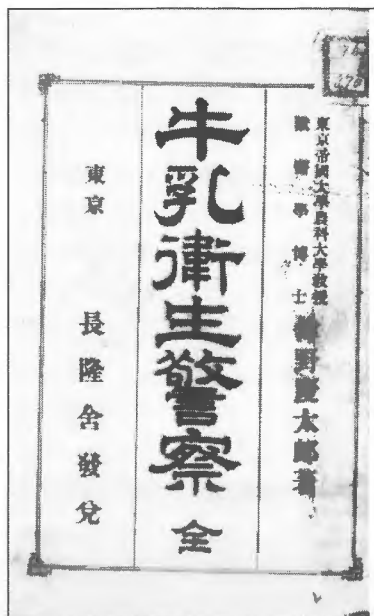 東京帝國大學農科大學教授
獸醫學博士
津野慶太郎著
牛乳衛生警察 全
東京 長隆舍發兌